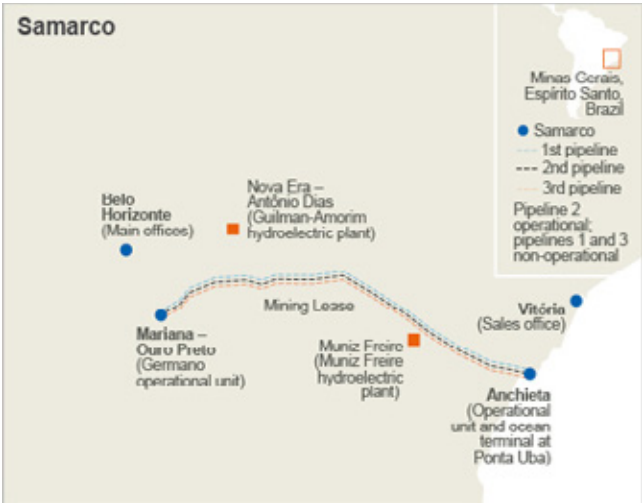 Samarco
Minas Gerais,
Espírito Santo,
Brazil
Samarco
1st pipeline
2nd pipeline
3rd pipeline
Pipeline 2
operational;
pipelines 1 and 3
non-operational
Belo
Horizonte
(Main offices)
Nova Era –
Antônio Dias
(Guilman-Amorim
hydroelectric plant)
Mining Lease
Mariana –
Ouro Preto
(Germano
operational unit)
Muniz Freire
(Muniz Freire
hydroelectric
plant)
Vitória
(Sales office)
Anchieta
(Operational
unit and ocean
terminal at
Ponta Uba)